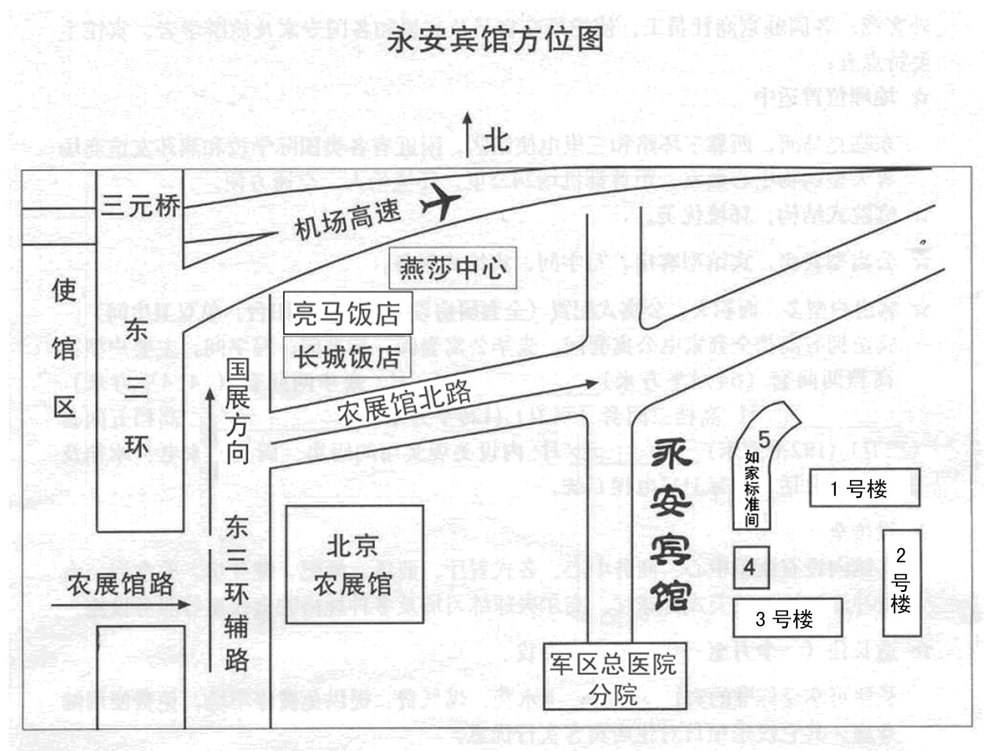 永安宾馆方位图
北
三元桥
机场高速
燕莎中心
亮马饭店
长城饭店
使馆区
东三环
国展方向
农展馆北路
永安宾馆
5
如家标准间
1号楼
东三环辅路
北京
农展馆
4
2号楼
农展馆路
3号楼
军区总医院
分院